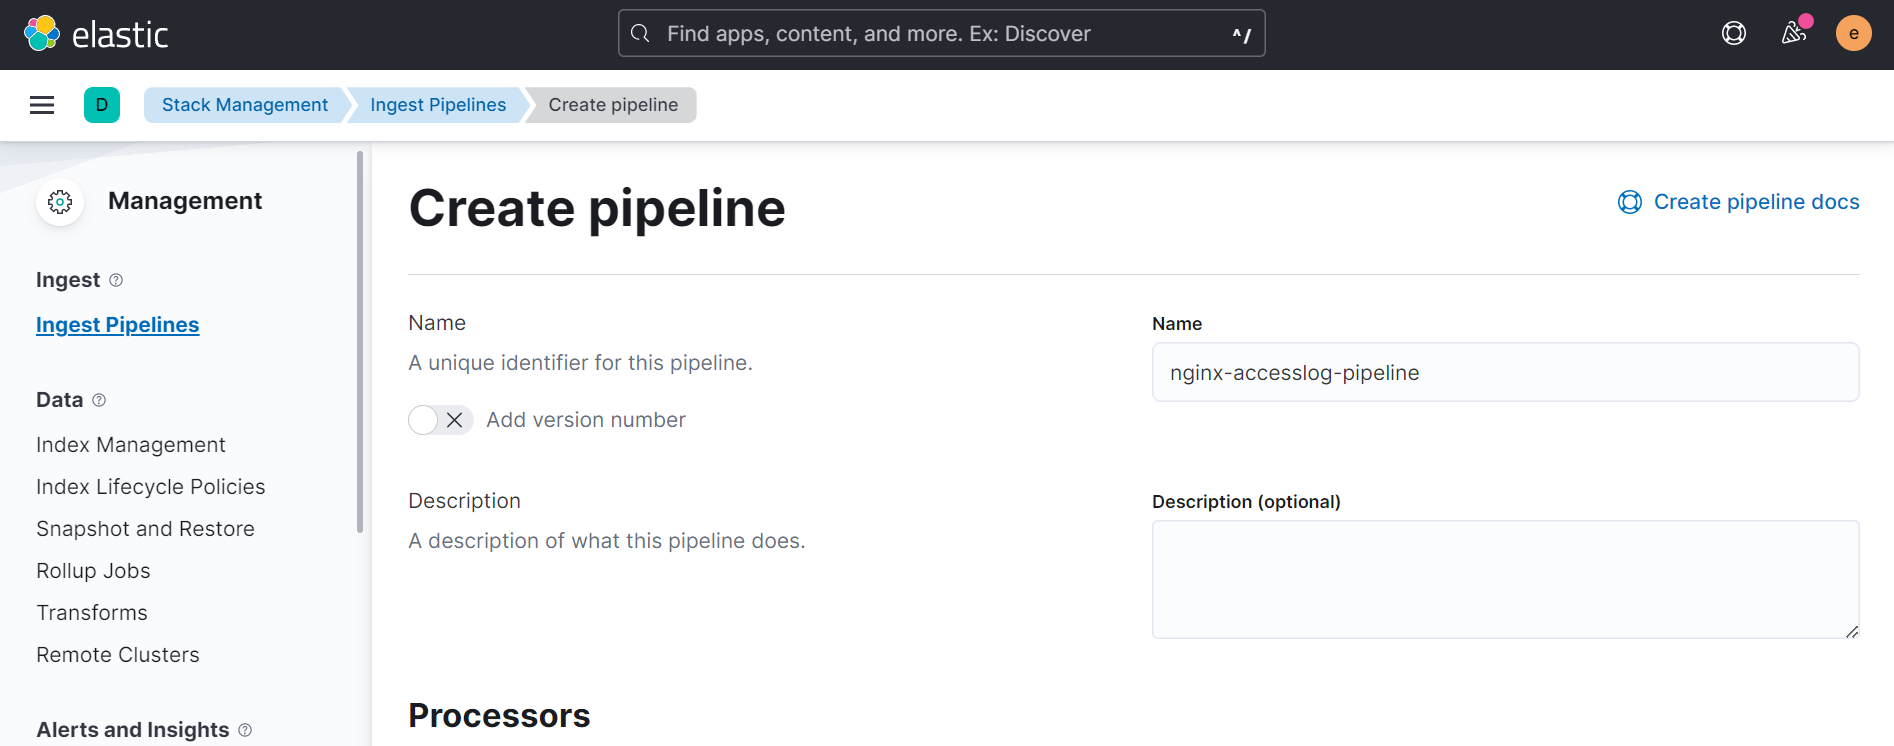 elastic
Find apps, content, and more. Ex: Discover
^/
e
D
Stack Management
Ingest Pipelines
Create pipeline
Management
Ingest
Ingest Pipelines
Data
Index Management
Index Lifecycle Policies
Snapshot and Restore
Rollup Jobs
Transforms
Remote Clusters
Alerts and Insights
Create pipeline
Create pipeline docs
Name
A unique identifier for this pipeline.
Add version number
Name
nginx-accesslog-pipeline
Description
A description of what this pipeline does.
Description (optional)
Processors